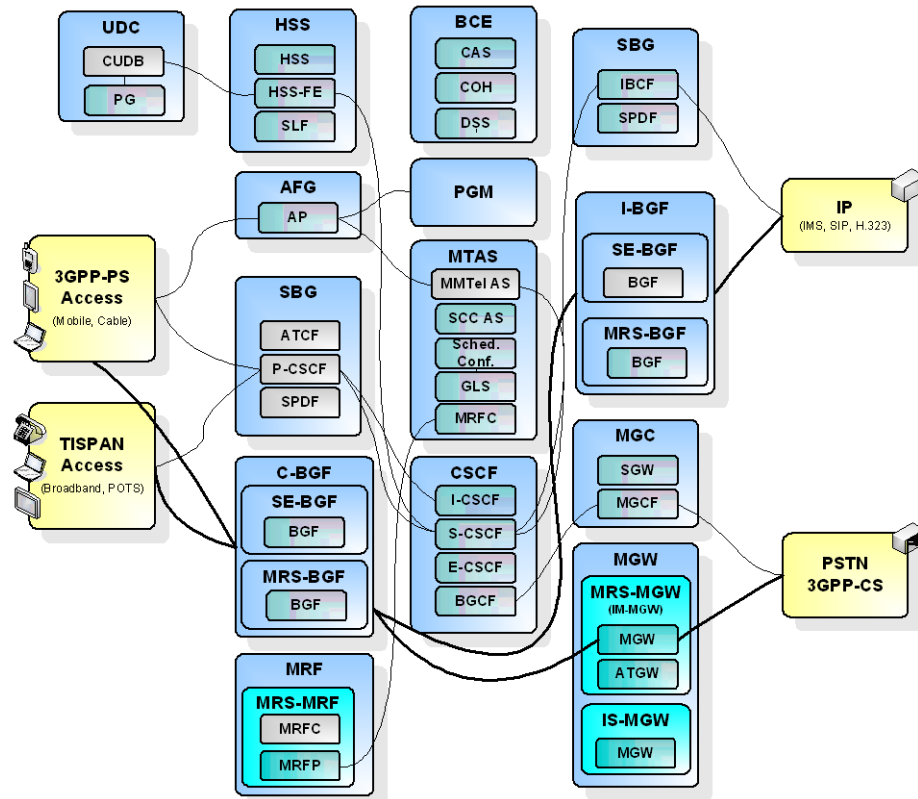 UDC
CUDB
PG
HSS
HSS
HSS-FE
SLF
BCE
CAS
COH
DSS
SBG
IBCF
SPDF
AFG
AP
PGM
I-BGF
SE-BGF
BGF
MRS-BGF
BGF
IP
(IMS, SIP, H.323)
3GPP-PS
Access
(Mobile, Cable)
SBG
ATCF
P-CSCF
SPDF
MTAS
MMTel AS
SCC AS
Sched.
Conf.
GLS
MRFC
TISPAN
Access
(Broadband, POTS)
C-BGF
SE-BGF
BGF
MRS-BGF
BGF
CSCF
I-CSCF
S-CSCF
E-CSCF
BGCF
MGC
SGW
MGCF
MGW
MRS-MGW
(IM-MGW)
MGW
ATGW
IS-MGW
MGW
PSTN
3GPP-CS
MRF
MRS-MRF
MRFC
MRFP